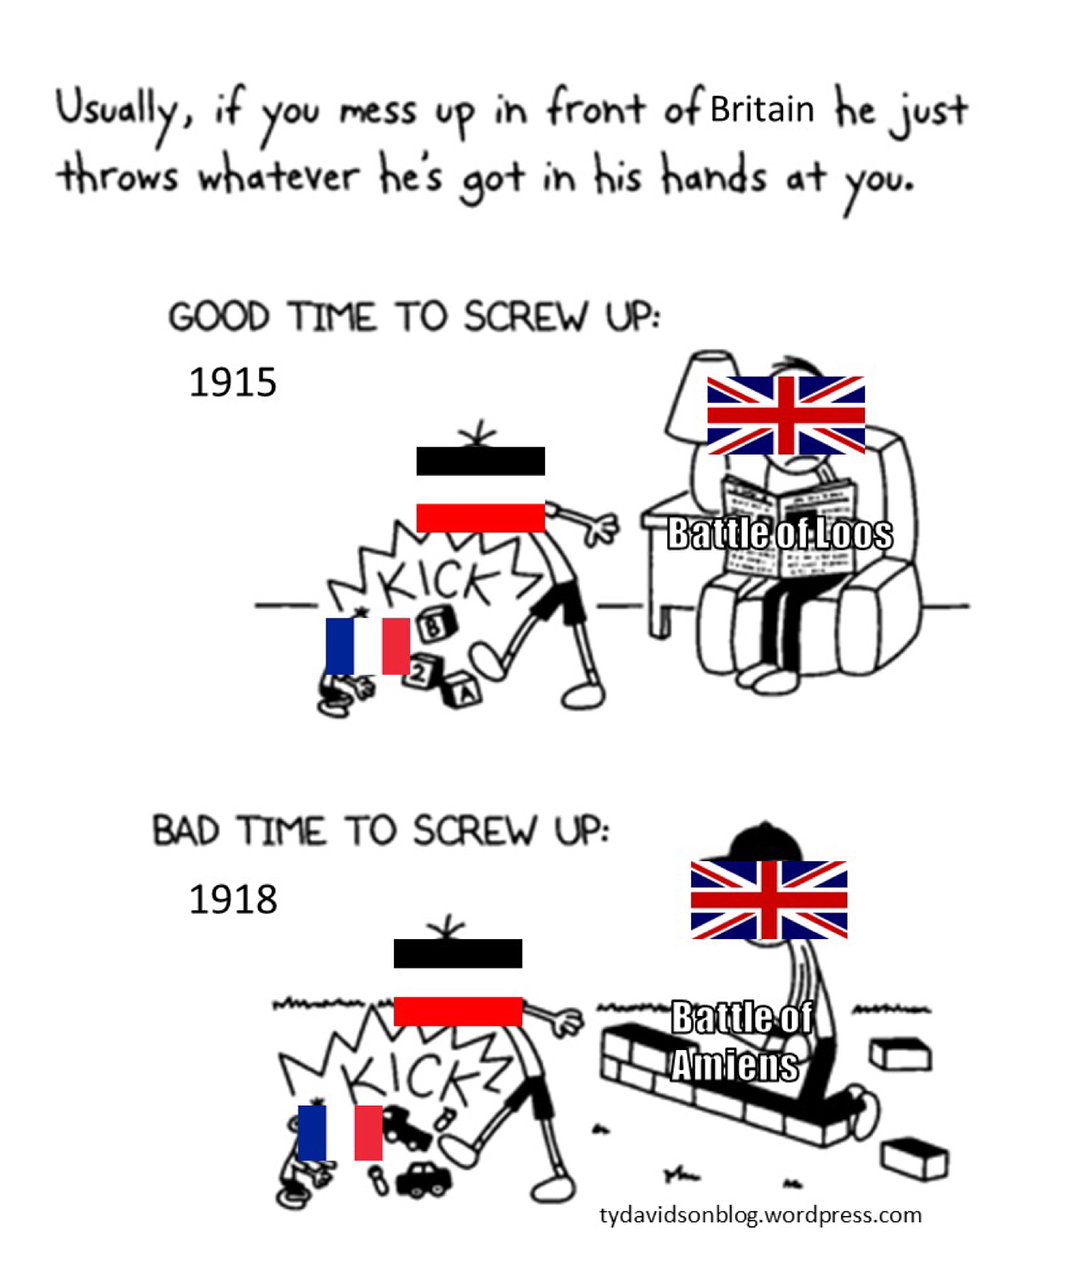 Usually, if you mess up in front of Britain he just
throws whatever he's got in his hands at you.
GOOD TIME TO SCREW UP:
1915
Battle of Loos
KICK
B
2
A
BAD TIME TO SCREW UP:
1918
Battle of
Amiens
KICK
tydavidsonblog.wordpress.com